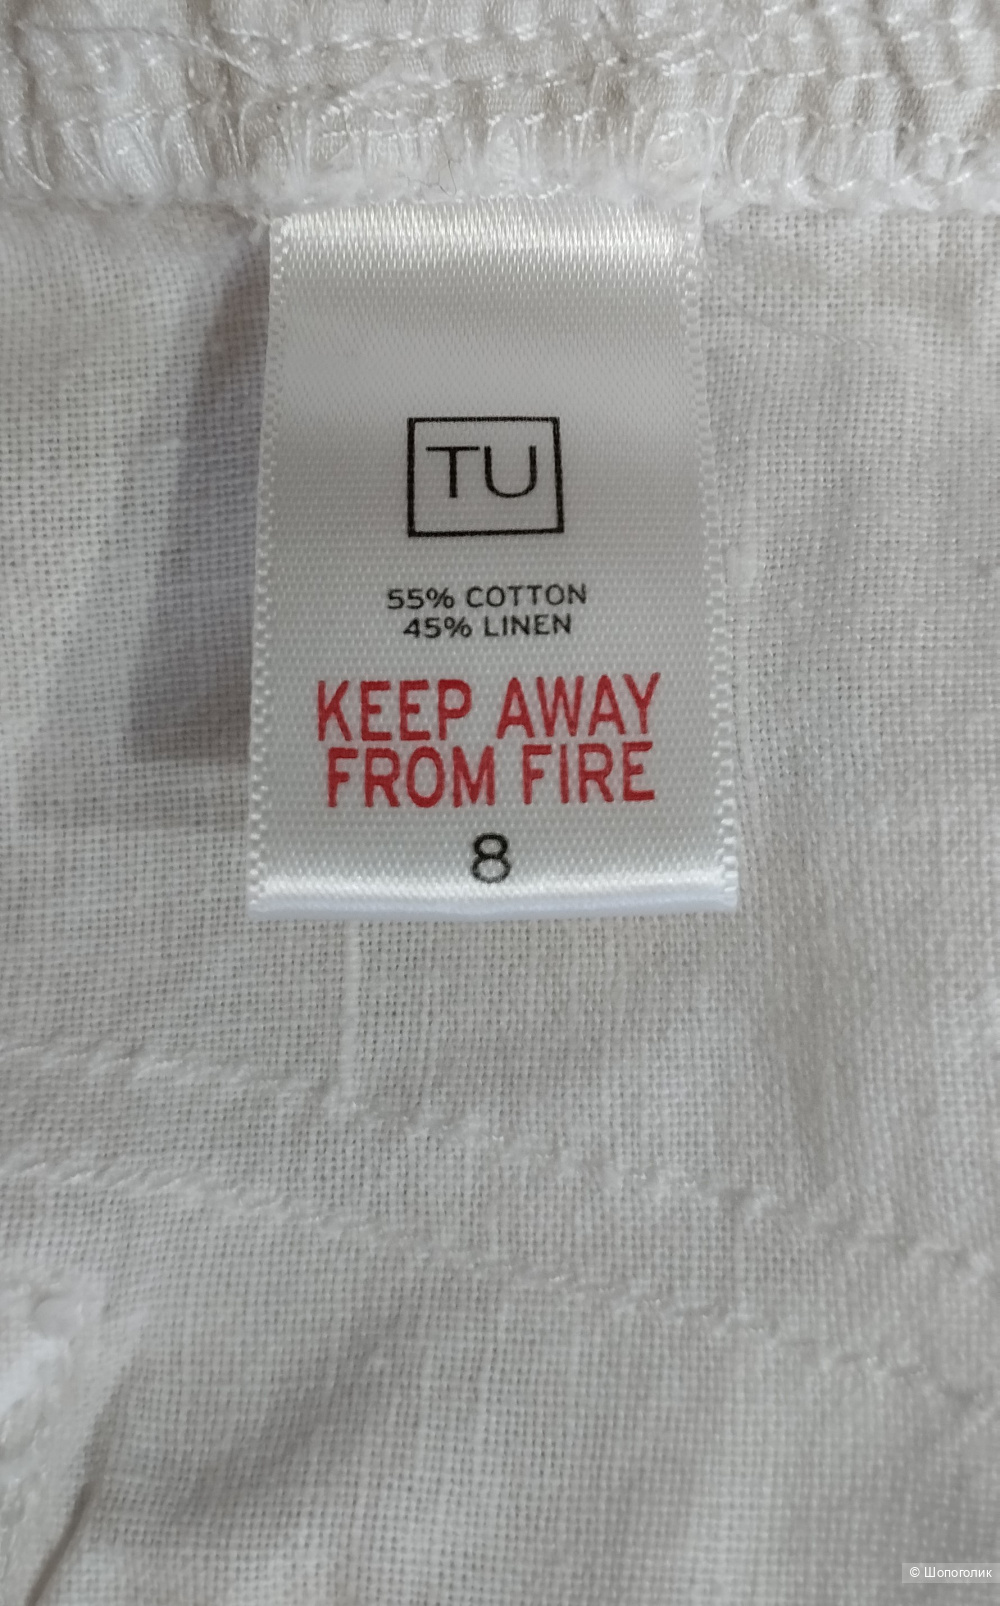 TU
55% COTTON
45% LINEN
KEEP AWAY
FROM FIRE
8
© Шопоголик